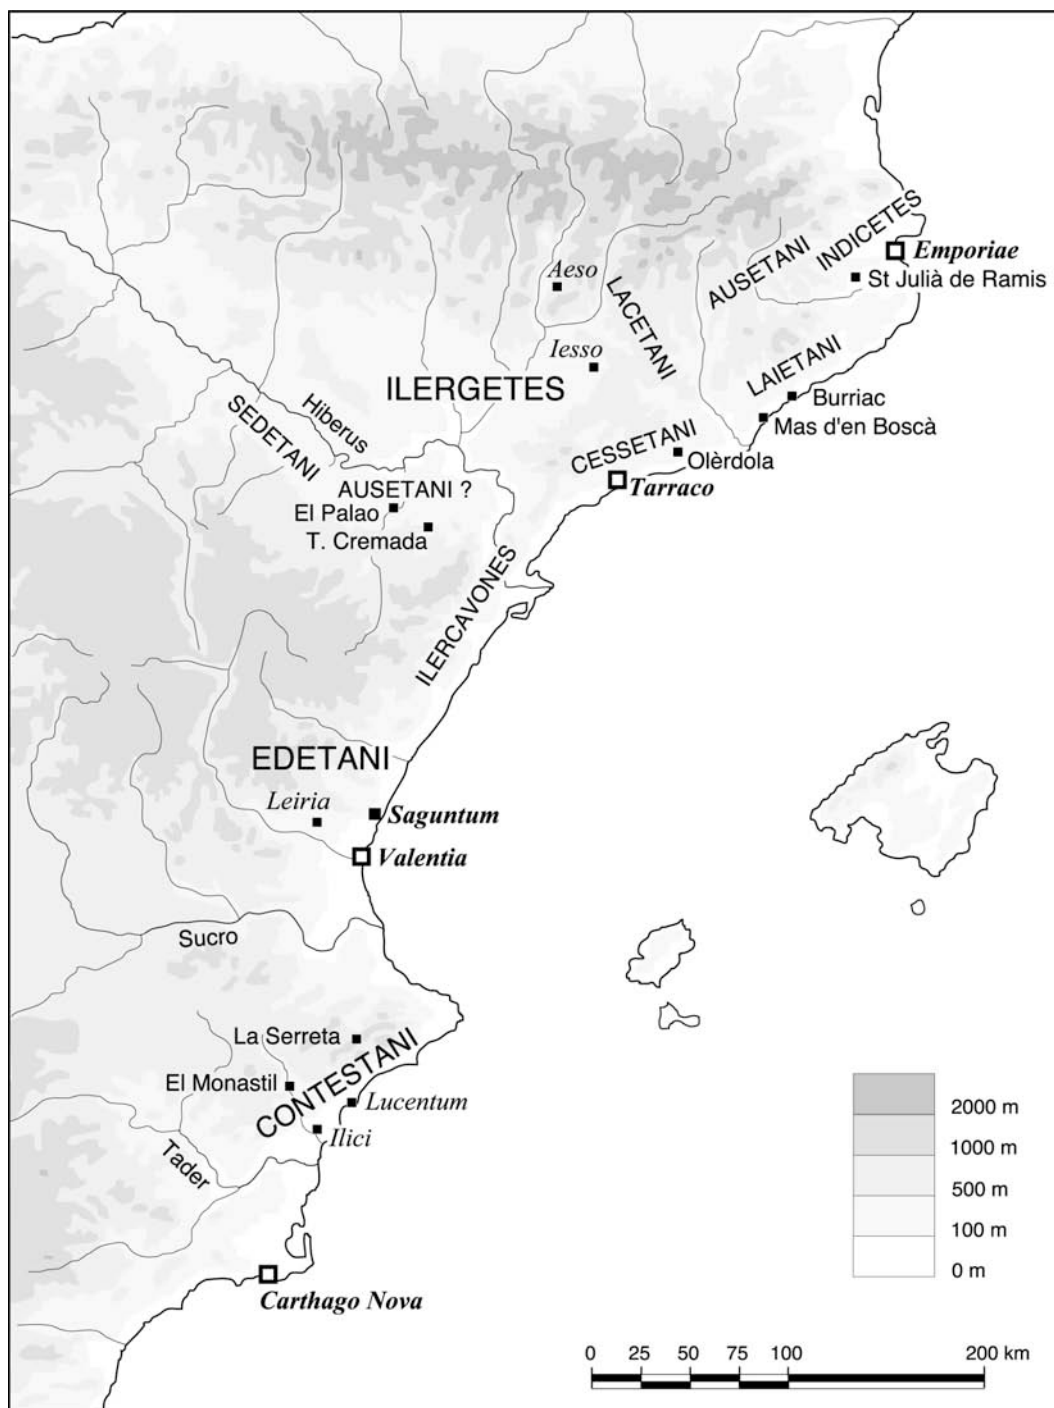 INDICETES
Emporiae
AUSETANI
St Julià de Ramis
Aeso
LACETANI
Iesso
LAIETANI
ILERGETES
Burriac
Hiberus
SEDETANI
Mas d'en Boscà
CESSETANI
Olèrdola
Tarraco
AUSETANI ?
El Palao
T. Cremada
ILERCAVONES
EDETANI
Leiria
Saguntum
Valentia
Sucro
La Serreta
CONTESTANI
El Monastil
Lucentum
Ilici
Tader
Carthago Nova
2000 m
1000 m
500 m
100 m
0 m
0 25 50 75 100 200 km